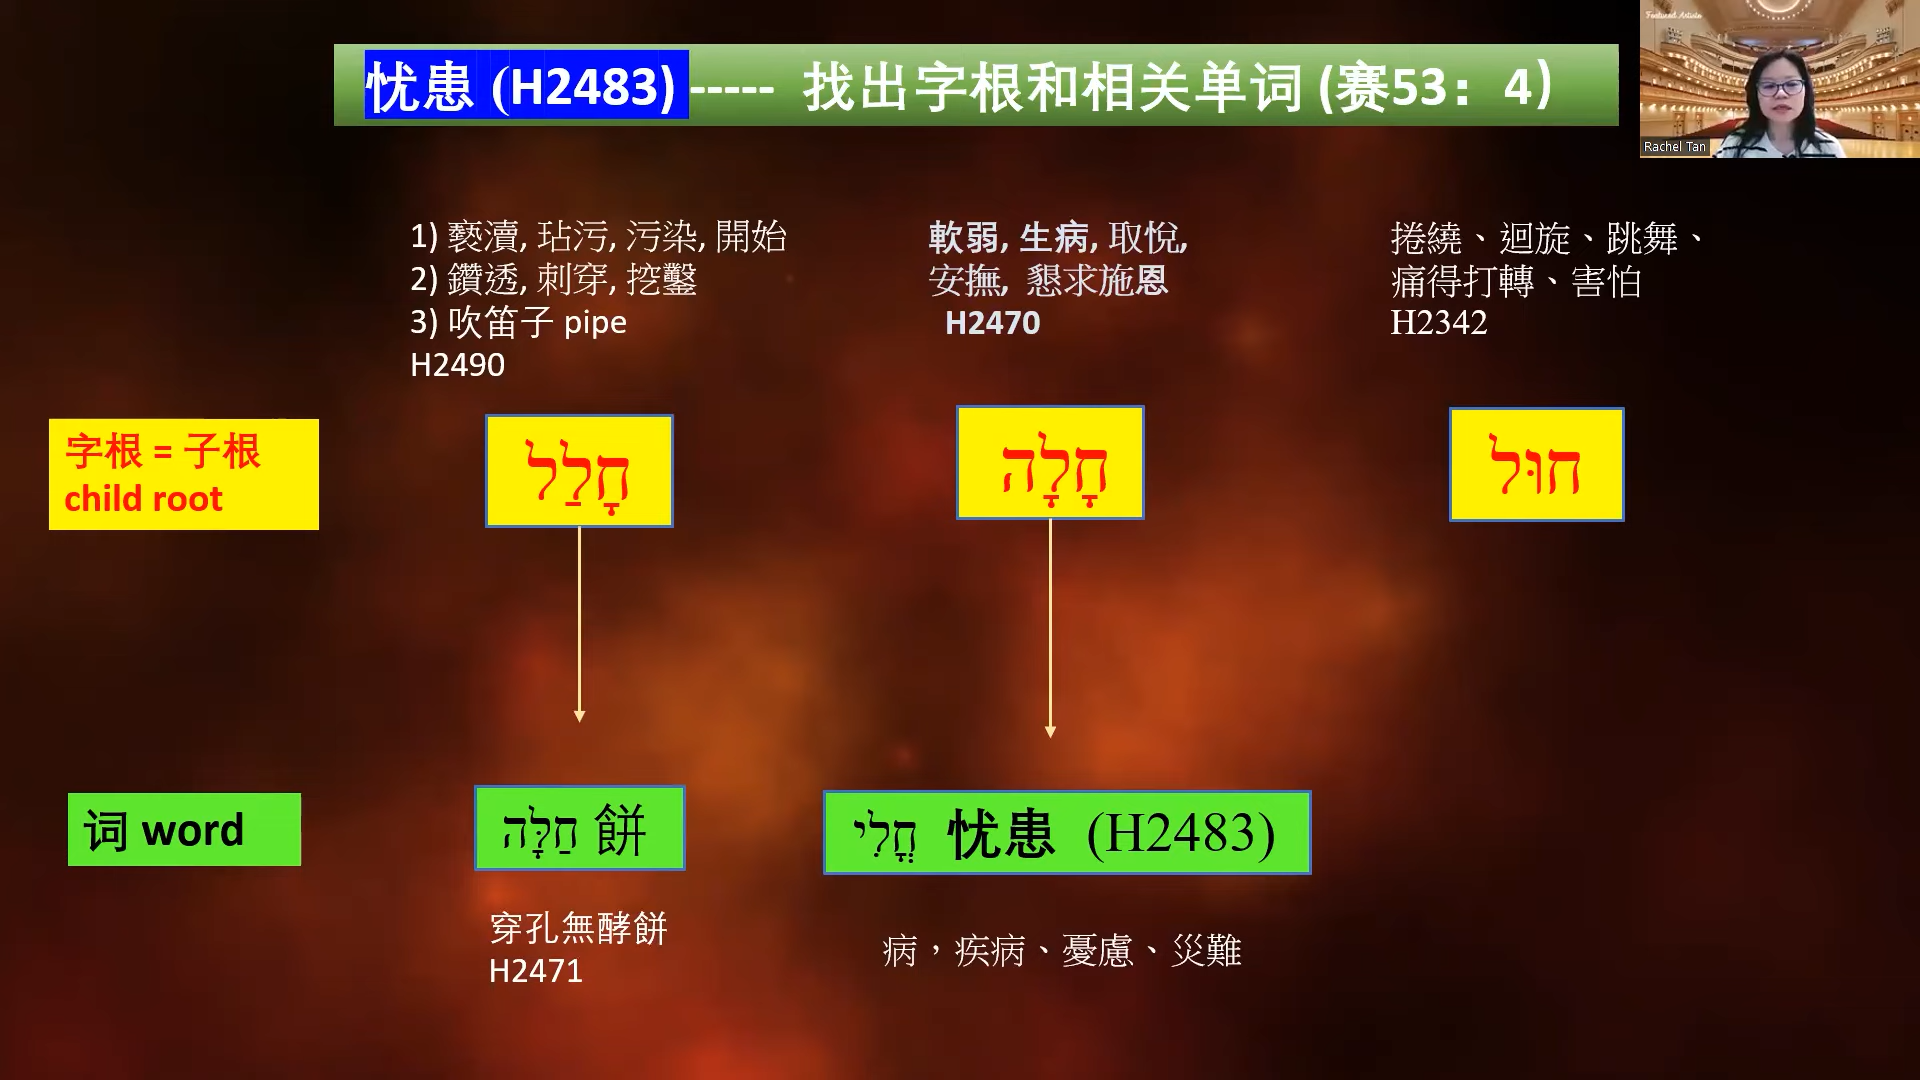 忧患 (H2483) ----- 找出字根和相关单词 (赛53：4)
Featured Artists
Rachel Tan
1) 褻瀆, 玷污, 污染, 開始
2) 鑽透, 刺穿, 挖鑿
3) 吹笛子 pipe
H2490
軟弱, 生病, 取悅,
安撫, 懇求施恩
H2470
捲繞、迴旋、跳舞、
痛得打轉、害怕
H2342
字根 = 子根
child root
חָלַל
חָלָה
חוּל
词 word
חַלָּה 餅
חֳלִי 忧患 (H2483)
穿孔無酵餅
H2471
病，疾病、憂慮、災難